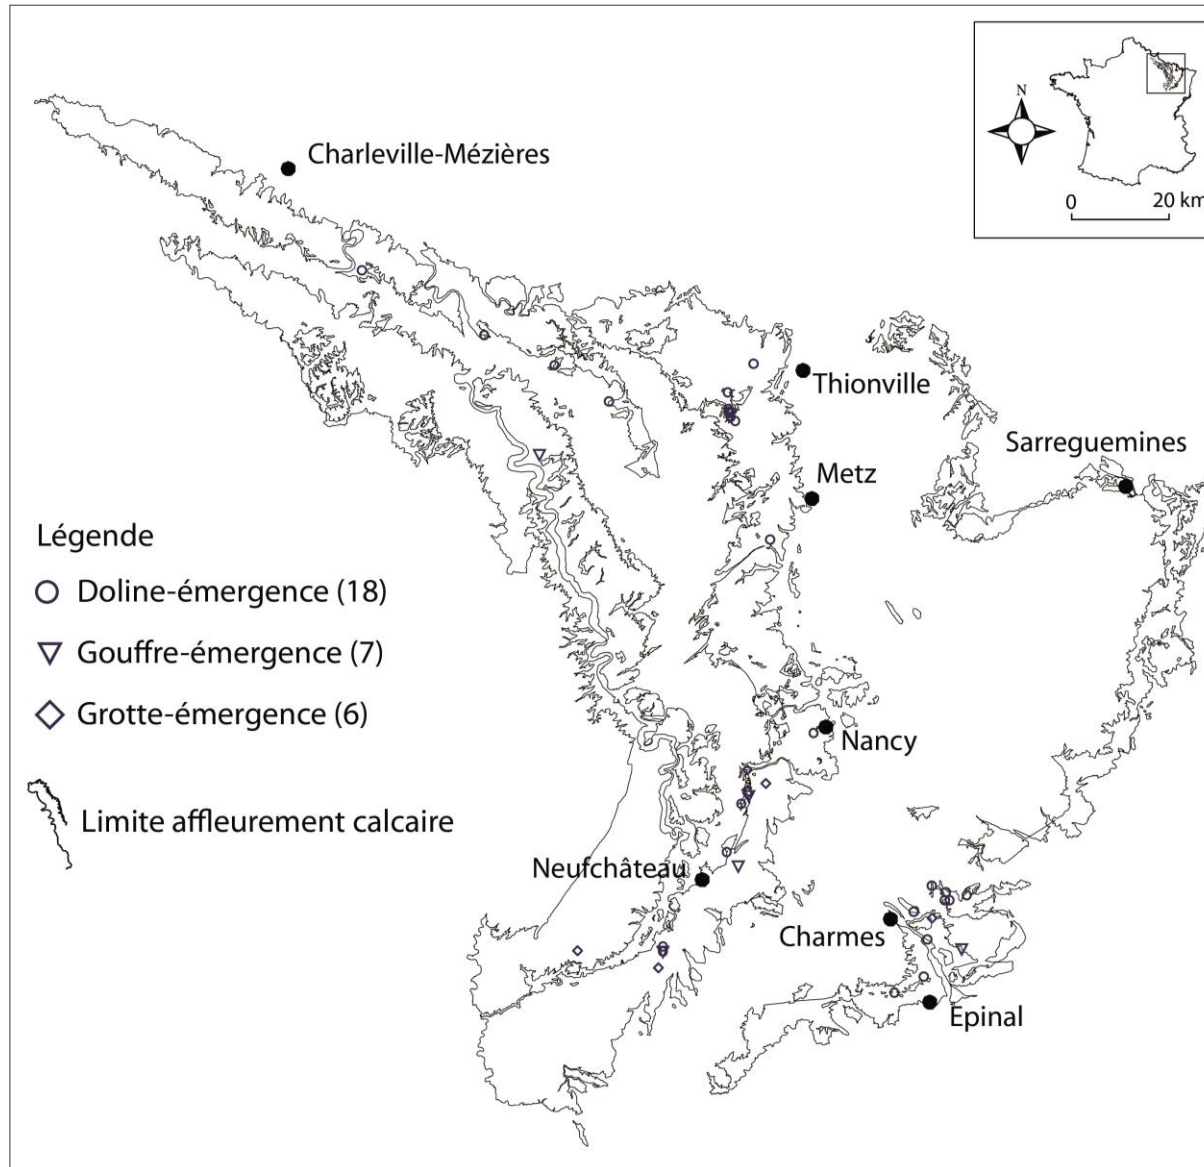 N
0 20 km
Charleville-Mézières
Thionville
Sarreguemines
Metz
Légende
Doline-émergence (18)
Gouffre-émergence (7)
Grotte-émergence (6)
Limite affleurement calcaire
Nancy
Neufchâteau
Charmes
Epinal